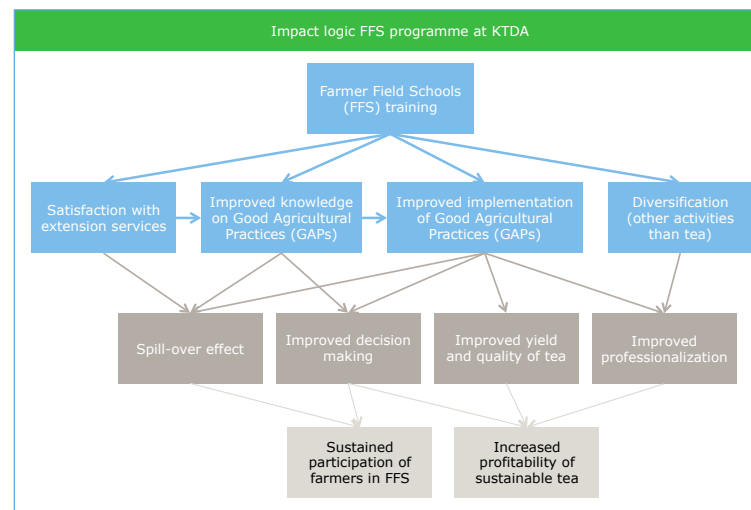 Impact logic FFS programme at KTDA
Farmer Field Schools
(FFS) training
Satisfaction with
extension services
Improved knowledge
on Good Agricultural
Practices (GAPs)
Improved implementation
of Good Agricultural
Practices (GAPs)
Diversification
(other activities
than tea)
Spill-over effect
Improved decision
making
Improved yield
and quality of tea
Improved
professionalization
Sustained
participation of
farmers in FFS
Increased
profitability of
sustainable tea